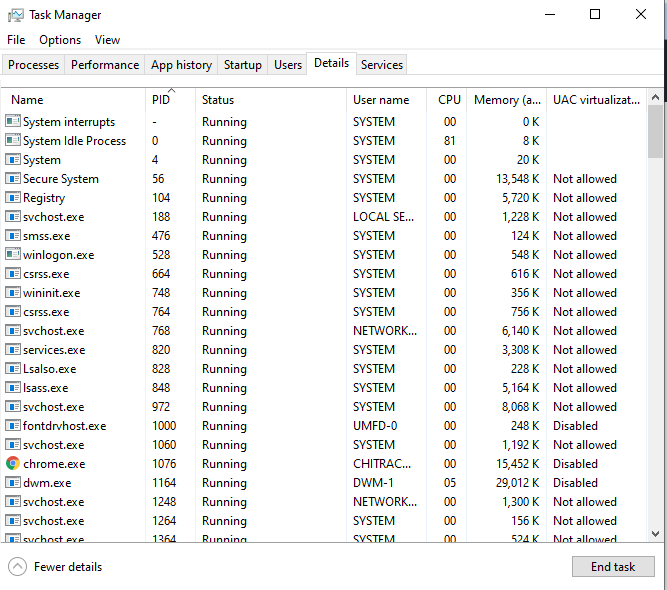 Task Manager
File Options View
Processes Performance App history Startup Users Details Services
Name PID Status User name CPU Memory (a... UAC virtualizat...
System interrupts - Running SYSTEM 00 0 K
System Idle Process 0 Running SYSTEM 81 8 K
System 4 Running SYSTEM 00 20 K
Secure System 56 Running SYSTEM 00 13,548 K Not allowed
Registry 104 Running SYSTEM 00 5,720 K Not allowed
svchost.exe 188 Running LOCAL SE... 00 1,228 K Not allowed
smss.exe 476 Running SYSTEM 00 124 K Not allowed
winlogon.exe 528 Running SYSTEM 00 548 K Not allowed
csrss.exe 664 Running SYSTEM 00 616 K Not allowed
wininit.exe 748 Running SYSTEM 00 356 K Not allowed
csrss.exe 764 Running SYSTEM 00 756 K Not allowed
svchost.exe 768 Running NETWORK... 00 6,140 K Not allowed
services.exe 820 Running SYSTEM 00 3,308 K Not allowed
LsaIso.exe 828 Running SYSTEM 00 228 K Not allowed
lsass.exe 848 Running SYSTEM 00 5,164 K Not allowed
svchost.exe 972 Running SYSTEM 00 8,068 K Not allowed
fontdrvhost.exe 1000 Running UMFD-0 00 248 K Disabled
svchost.exe 1060 Running SYSTEM 00 1,192 K Not allowed
chrome.exe 1076 Running CHITRAC... 00 15,452 K Disabled
dwm.exe 1164 Running DWM-1 05 29,012 K Disabled
svchost.exe 1248 Running NETWORK... 00 1,300 K Not allowed
svchost.exe 1264 Running SYSTEM 00 156 K Not allowed
svchost.exe 1364 Running SYSTEM 00 524 K Not allowed
Fewer details End task